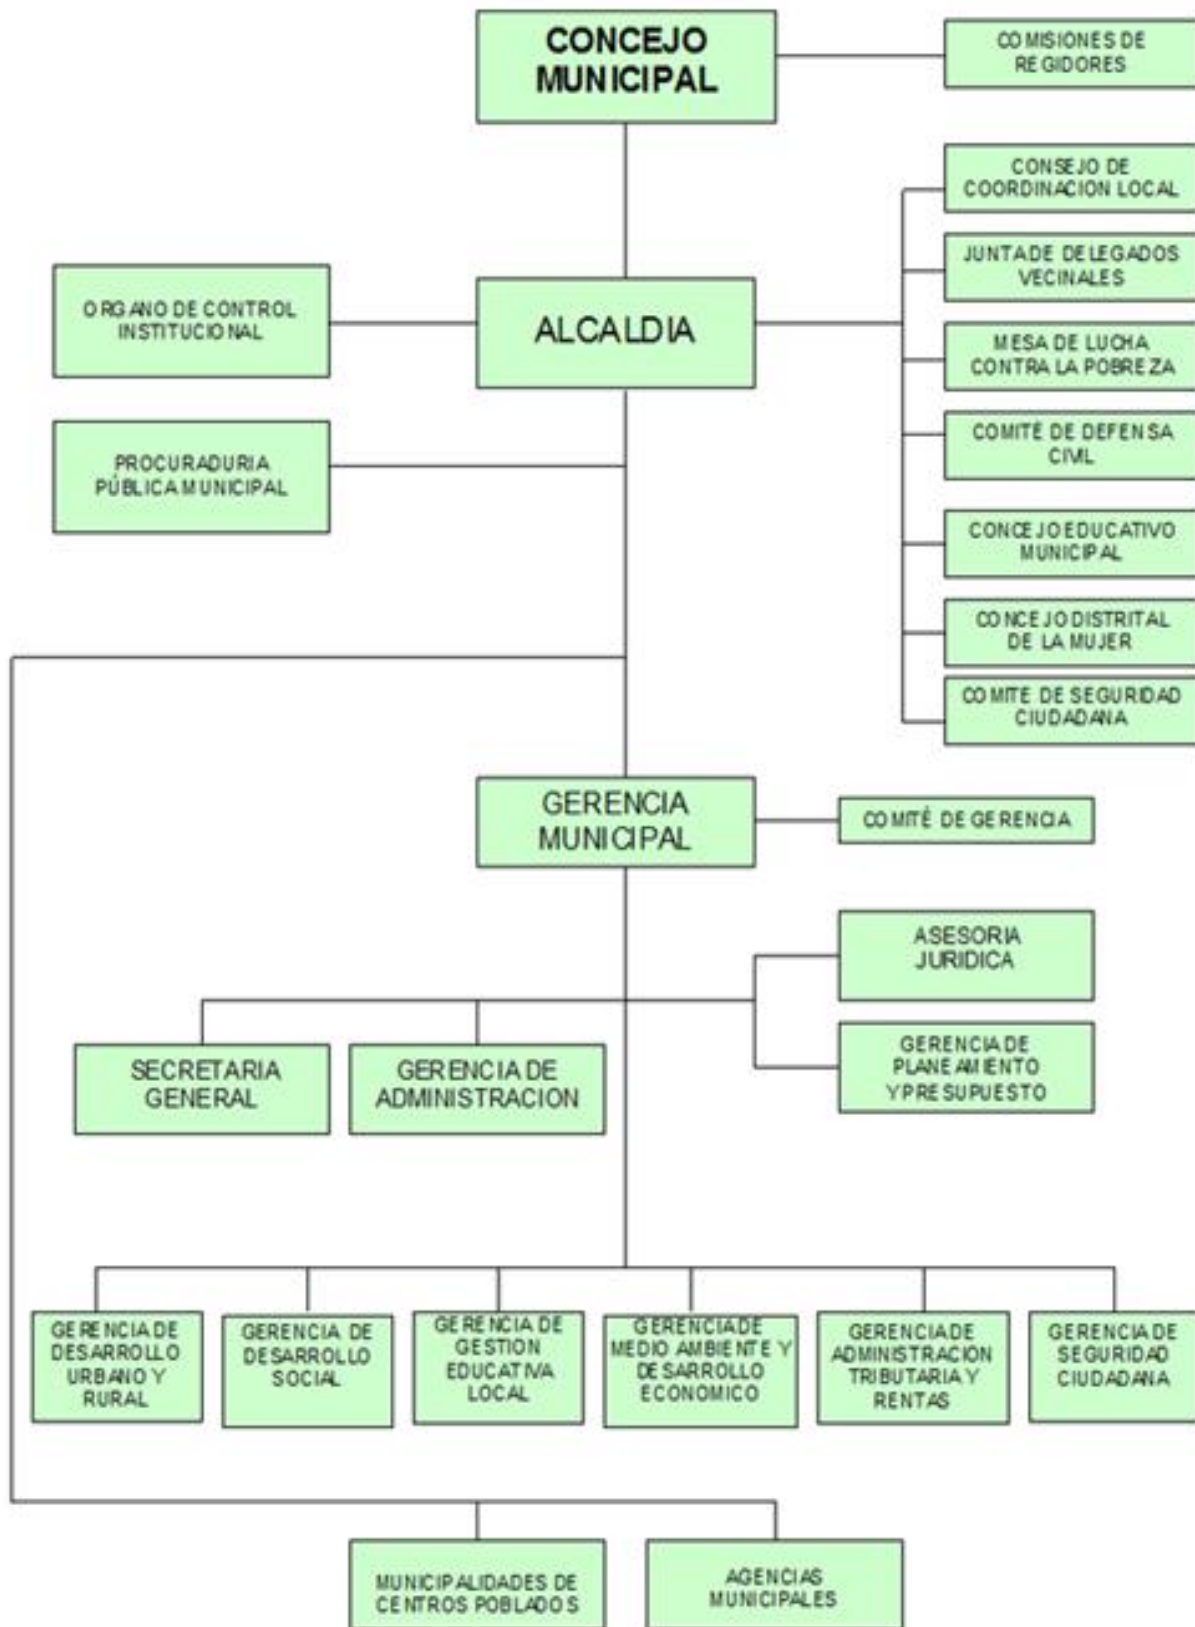 CONCEJO
MUNICIPAL
COMISIONES DE
REGIDORES
CONSEJO DE
COORDINACION LOCAL
JUNTA DE DELEGADOS
VECINALES
ORGANO DE CONTROL
INSTITUCIONAL
ALCALDIA
MESA DE LUCHA
CONTRA LA POBREZA
PROCURADURIA
PÚBLICA MUNICIPAL
COMITÉ DE DEFENSA
CIVIL
CONCEJO EDUCATIVO
MUNICIPAL
CONCEJO DISTRITAL
DE LA MUJER
COMITE DE SEGURIDAD
CIUDADANA
GERENCIA
MUNICIPAL
COMITÉ DE GERENCIA
ASESORIA
JURIDICA
SECRETARIA
GENERAL
GERENCIA DE
ADMINISTRACION
GERENCIA DE
PLANEAMIENTO
Y PRESUPUESTO
GERENCIA DE
DESARROLLO
URBANO Y
RURAL
GERENCIA DE
DESARROLLO
SOCIAL
GERENCIA DE
GESTION
EDUCATIVA
LOCAL
GERENCIA DE
MEDIO AMBIENTE Y
DESARROLLO
ECONOMICO
GERENCIA DE
ADMINISTRACION
TRIBUTARIA Y
RENTAS
GERENCIA DE
SEGURIDAD
CIUDADANA
MUNICIPALIDADES DE
CENTROS POBLADOS
AGENCIAS
MUNICIPALES